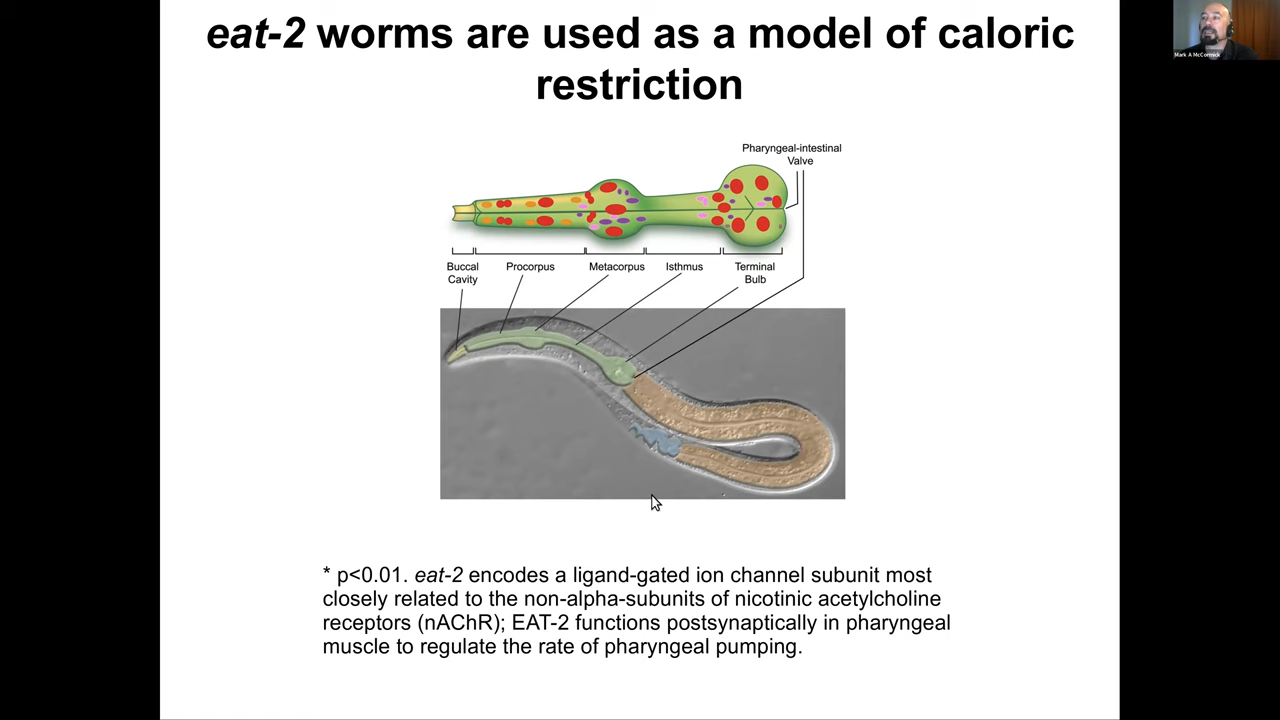 eat-2 worms are used as a model of caloric
restriction
Mark A McCormick
Pharyngeal-intestinal
Valve
Buccal
Cavity
Procorpus
Metacorpus
Isthmus
Terminal
Bulb
* p<0.01. eat-2 encodes a ligand-gated ion channel subunit most
closely related to the non-alpha-subunits of nicotinic acetylcholine
receptors (nAChR); EAT-2 functions postsynaptically in pharyngeal
muscle to regulate the rate of pharyngeal pumping.